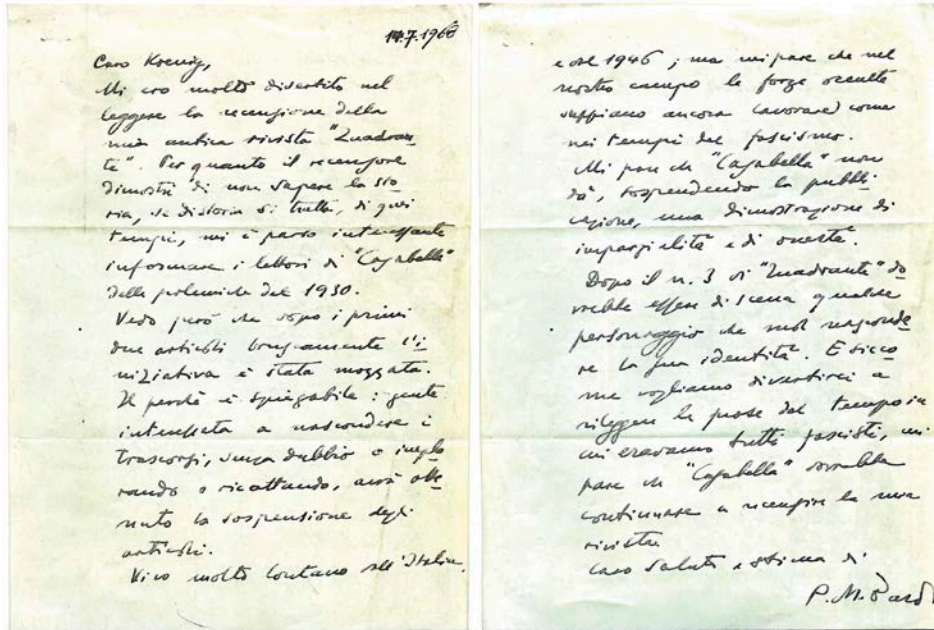 14.7.1966
Caro Koenig,
Mi ero molto divertito nel
leggere la recensione della
mia antica rivista "Quadran-
te". Per quanto il recensore
dimostri di non sapere la sto-
ria, se di storia si tratta, di quei
tempi, mi è parso interessante
informare i lettori di "Casabella"
delle polemiche del 1930.
Vedo però che dopo i primi
due articoli bruscamente l'i-
niziativa è stata mozzata.
Il perché è spiegabile: gente
interessata a nascondere i
trascorsi, senza dubbio o implo-
rando o ricattando, avrà otte-
nuto la sospensione degli
articoli.
Vivo molto lontano dall'Italia,
e dal 1946; ma mi pare che nel
nostro campo le forze occulte
sappiano ancora lavorare come
nei tempi del fascismo.
Mi pare che "Casabella" non
dà, sospendendo la pubbli-
cazione, una dimostrazione di
imparzialità e di onestà.
Dopo il n. 3 di "Quadrante" do
vrebbe essere di scena qualche
personaggio che vuol nasconde
re la sua identità. E sicco
me vogliamo divertirci a
rileggere le prose del tempo in
cui eravamo tutti fascisti, mi
pare che "Casabella" dovrebbe
continuare a recensire la mia
rivista.
Caro saluto e stima di
P. M. Bardi